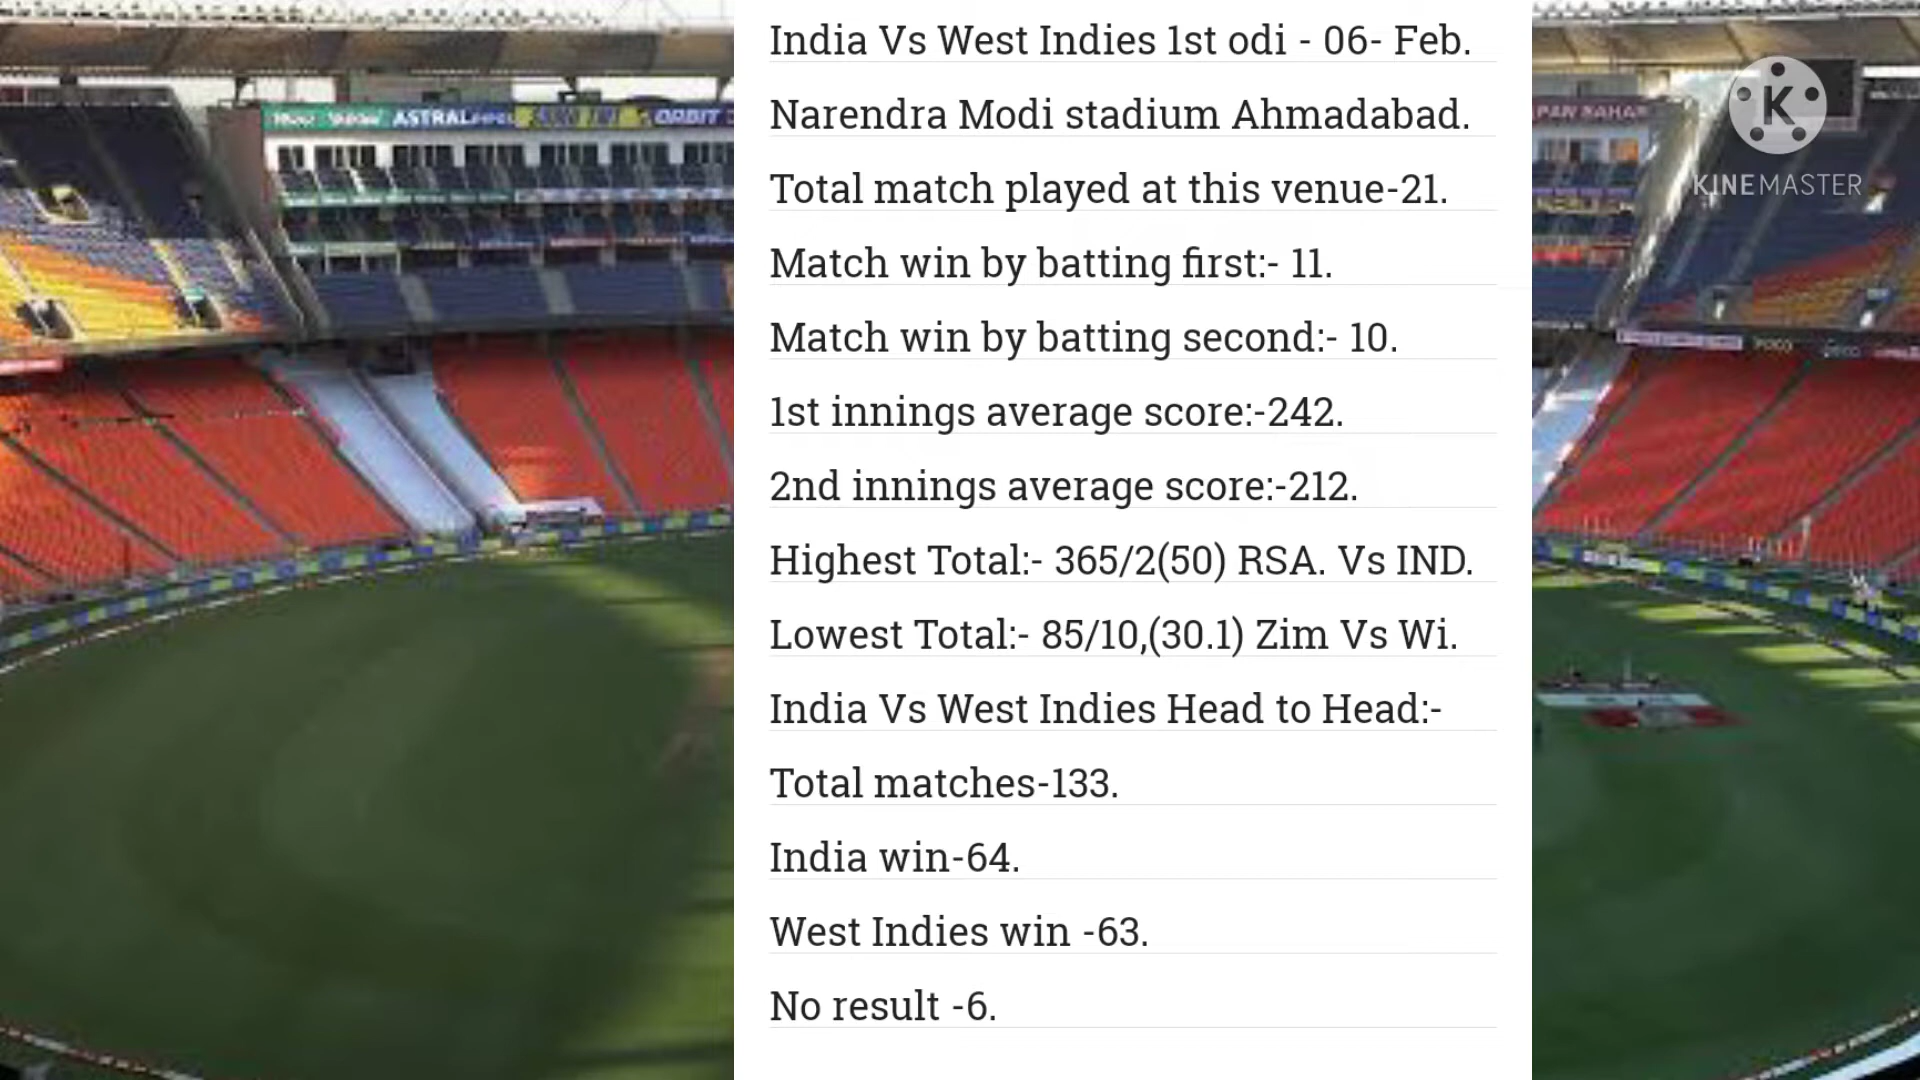 India Vs West Indies 1st odi - 06- Feb.
Narendra Modi stadium Ahmadabad.
Total match played at this venue-21.
Match win by batting first:- 11.
Match win by batting second:- 10.
1st innings average score:-242.
2nd innings average score:-212.
Highest Total:- 365/2(50) RSA. Vs IND.
Lowest Total:- 85/10,(30.1) Zim Vs Wi.
India Vs West Indies Head to Head:-
Total matches-133.
India win-64.
West Indies win -63.
No result -6.
K
KINEMASTER
ASTRAL
ORBIT